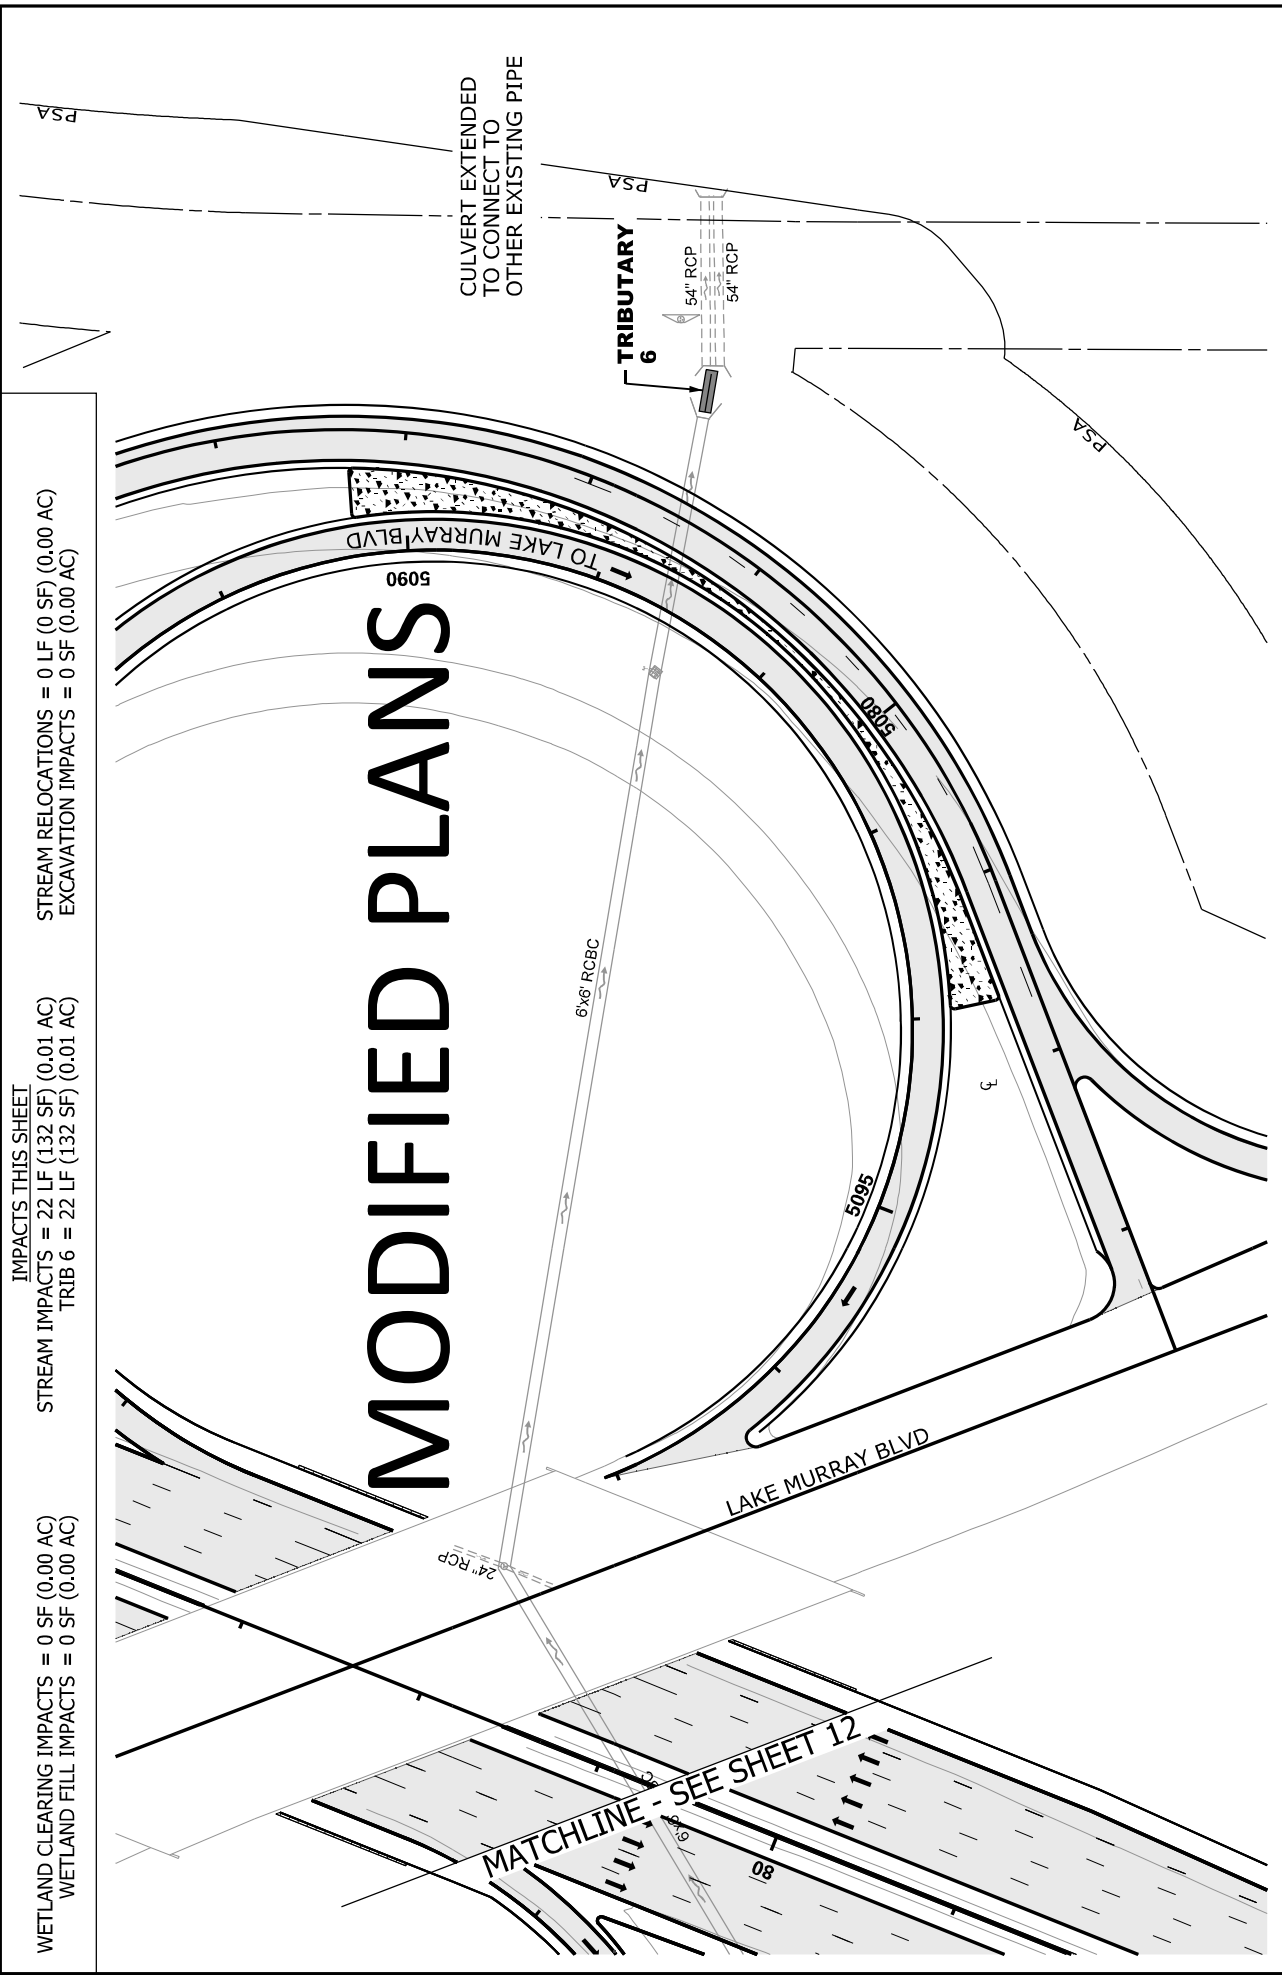 IMPACTS THIS SHEET
WETLAND CLEARING IMPACTS = 0 SF (0.00 AC)
WETLAND FILL IMPACTS = 0 SF (0.00 AC)
STREAM IMPACTS = 22 LF (132 SF) (0.01 AC)
TRIB 6 = 22 LF (132 SF) (0.01 AC)
STREAM RELOCATIONS = 0 LF (0 SF) (0.00 AC)
EXCAVATION IMPACTS = 0 SF (0.00 AC)
MODIFIED PLANS
5090
TO LAKE MURRAY BLVD
PSA
CULVERT EXTENDED
TO CONNECT TO
OTHER EXISTING PIPE
PSA
TRIBUTARY
6
54" RCP
54" RCP
6'x6' RCBC
24" RCP
LAKE MURRAY BLVD
5095
5080
CL
PSA
MATCHLINE - SEE SHEET 12
80